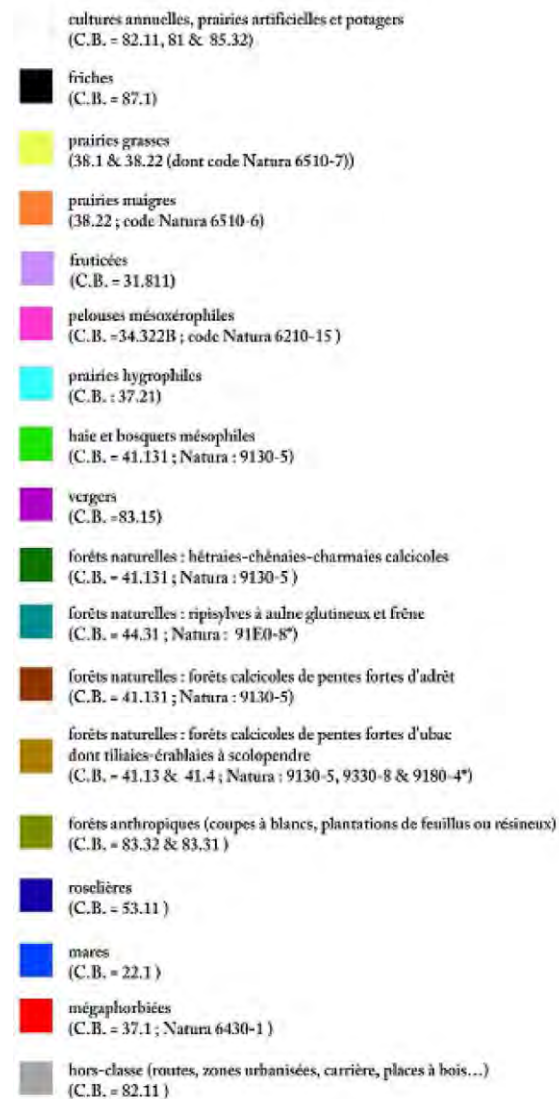 cultures annuelles, prairies artificielles et potagers
(C.B. = 82.11, 81 & 85.32)
friches
(C.B. = 87.1)
prairies grasses
(38.1 & 38.22 (dont code Natura 6510-7))
prairies maigres
(38.22 ; code Natura 6510-6)
fruticées
(C.B. = 31.811)
pelouses mésoxérophiles
(C.B. =34.322B ; code Natura 6210-15 )
prairies hygrophiles
(C.B. : 37.21)
haie et bosquets mésophiles
(C.B. = 41.131 ; Natura : 9130-5)
vergers
(C.B. =83.15)
forêts naturelles : hêtraies-chênaies-charmaies calcicoles
(C.B. = 41.131 ; Natura : 9130-5 )
forêts naturelles : ripisylves à aulne glutineux et frêne
(C.B. = 44.31 ; Natura : 91E0-8*)
forêts naturelles : forêts calcicoles de pentes fortes d'adrêt
(C.B. = 41.131 ; Natura : 9130-5)
forêts naturelles : forêts calcicoles de pentes fortes d'ubac
dont tiliaies-érablaies à scolopendre
(C.B. = 41.13 & 41.4 ; Natura : 9130-5, 9330-8 & 9180-4*)
forêts anthropiques (coupes à blancs, plantations de feuillus ou résineux)
(C.B. = 83.32 & 83.31 )
roselières
(C.B. = 53.11 )
mares
(C.B. = 22.1 )
mégaphorbiées
(C.B. = 37.1 ; Natura 6430-1 )
hors-classe (routes, zones urbanisées, carrière, places à bois...)
(C.B. = 82.11 )